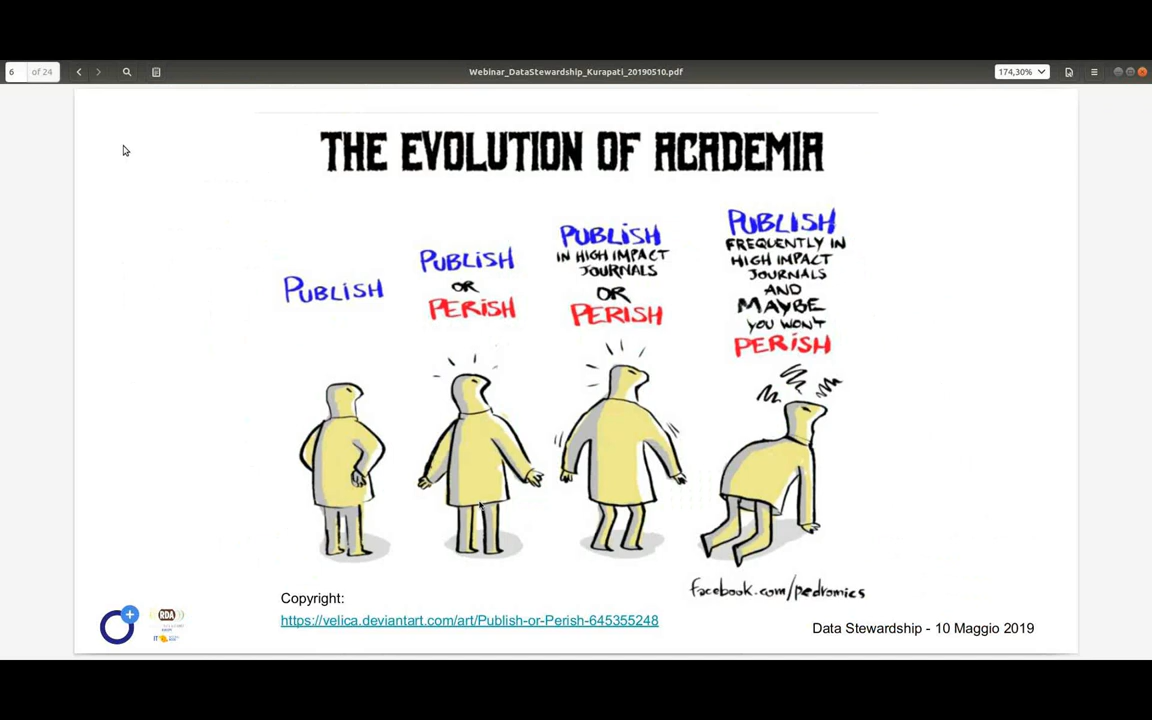 6 of 24
Webinar_DataStewardship_Kurapati_20190510.pdf
174,30%
THE EVOLUTION OF ACADEMIA
PUBLISH
PUBLISH
OR
PERISH
PUBLISH
IN HIGH IMPACT
JOURNALS
OR
PERISH
PUBLISH
FREQUENTLY IN
HIGH IMPACT
JOURNALS
AND
MAYBE
YOU WON'T
PERISH
facebook.com/pedromics
Copyright:
https://velica.deviantart.com/art/Publish-or-Perish-645355248
RDA
IT
Data Stewardship - 10 Maggio 2019